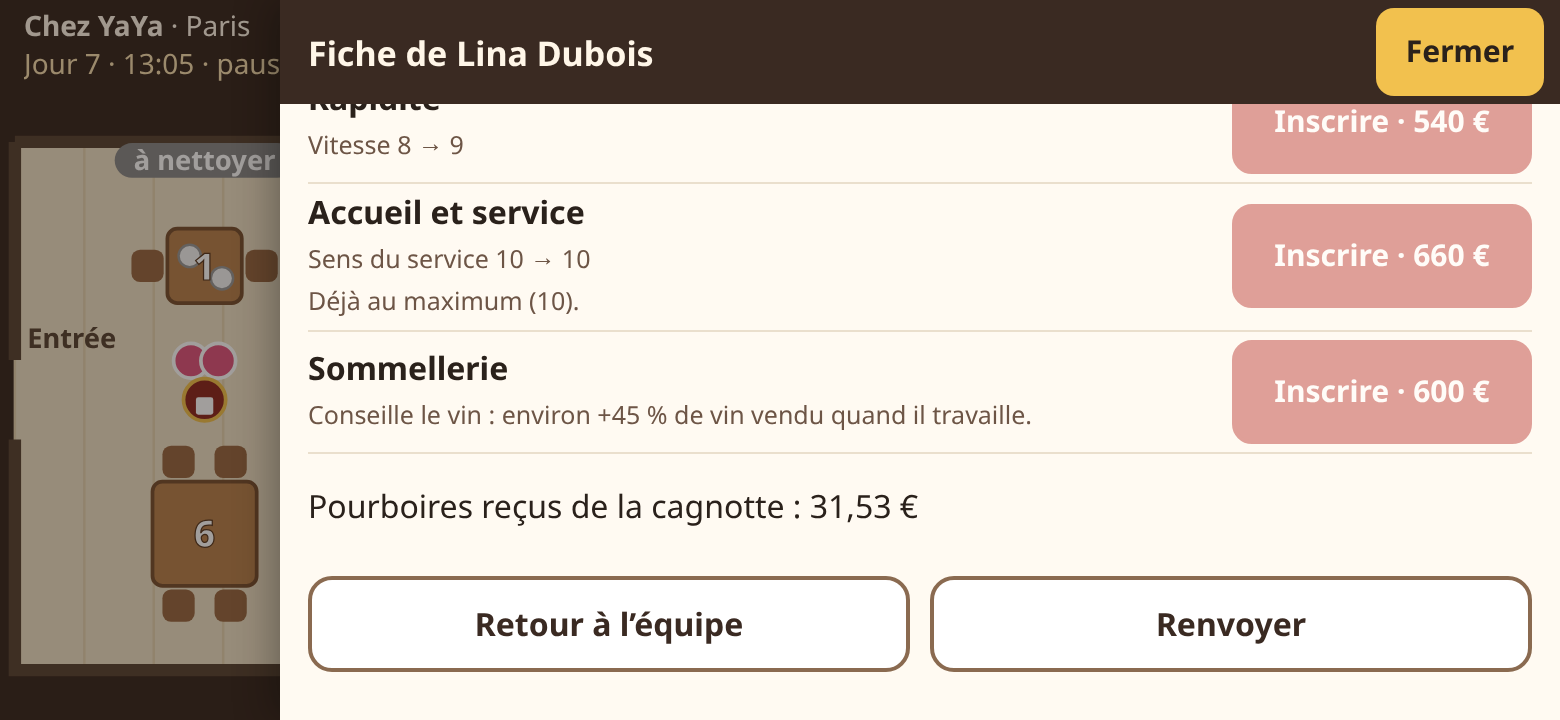 Chez YaYa · Paris
Jour 7 · 13:05 · paus
Fiche de Lina Dubois
Fermer
Rapidité
Vitesse 8 → 9
Inscrire · 540 €
à nettoyer
Accueil et service
Sens du service 10 → 10
Déjà au maximum (10).
Inscrire · 660 €
1
Entrée
Sommellerie
Conseille le vin : environ +45 % de vin vendu quand il travaille.
Inscrire · 600 €
Pourboires reçus de la cagnotte : 31,53 €
6
Retour à l’équipe
Renvoyer